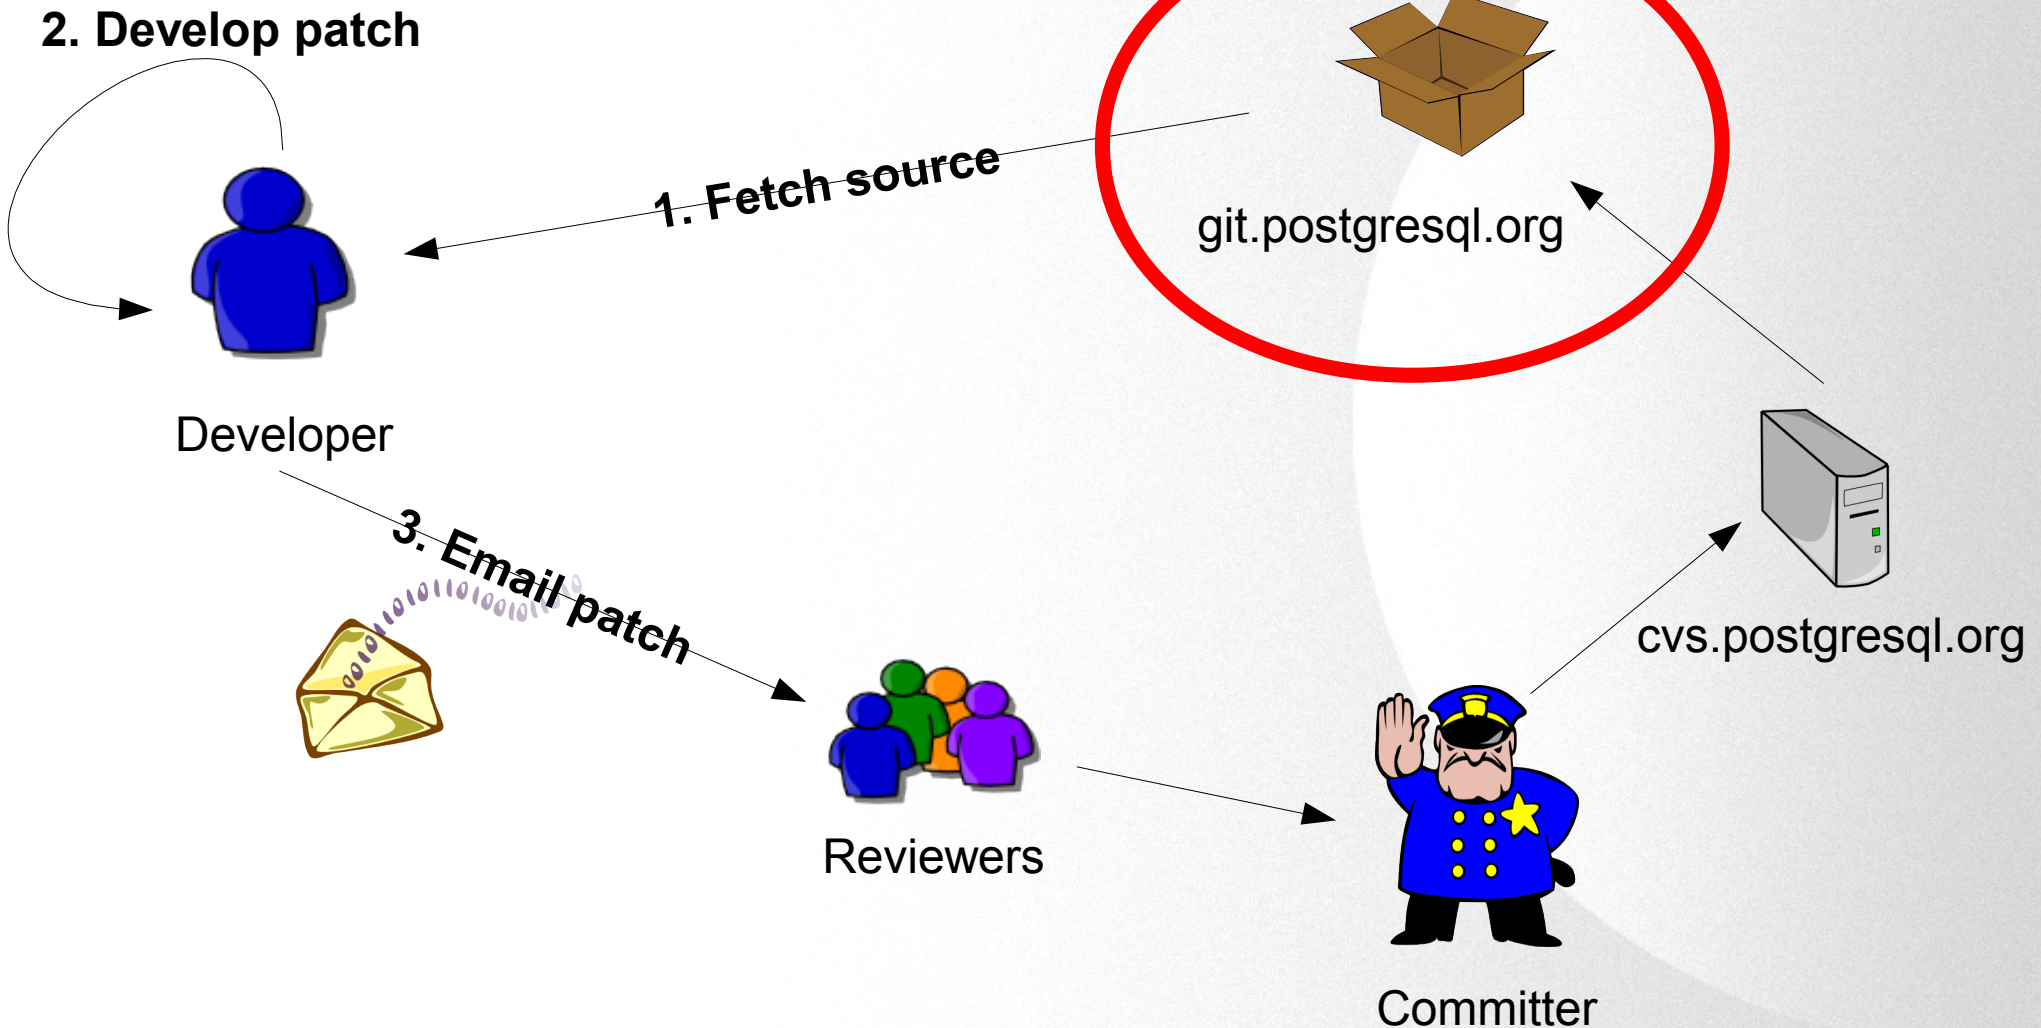 2. Develop patch
1. Fetch source
git.postgresql.org
Developer
3. Email patch
cvs.postgresql.org
Reviewers
Committer